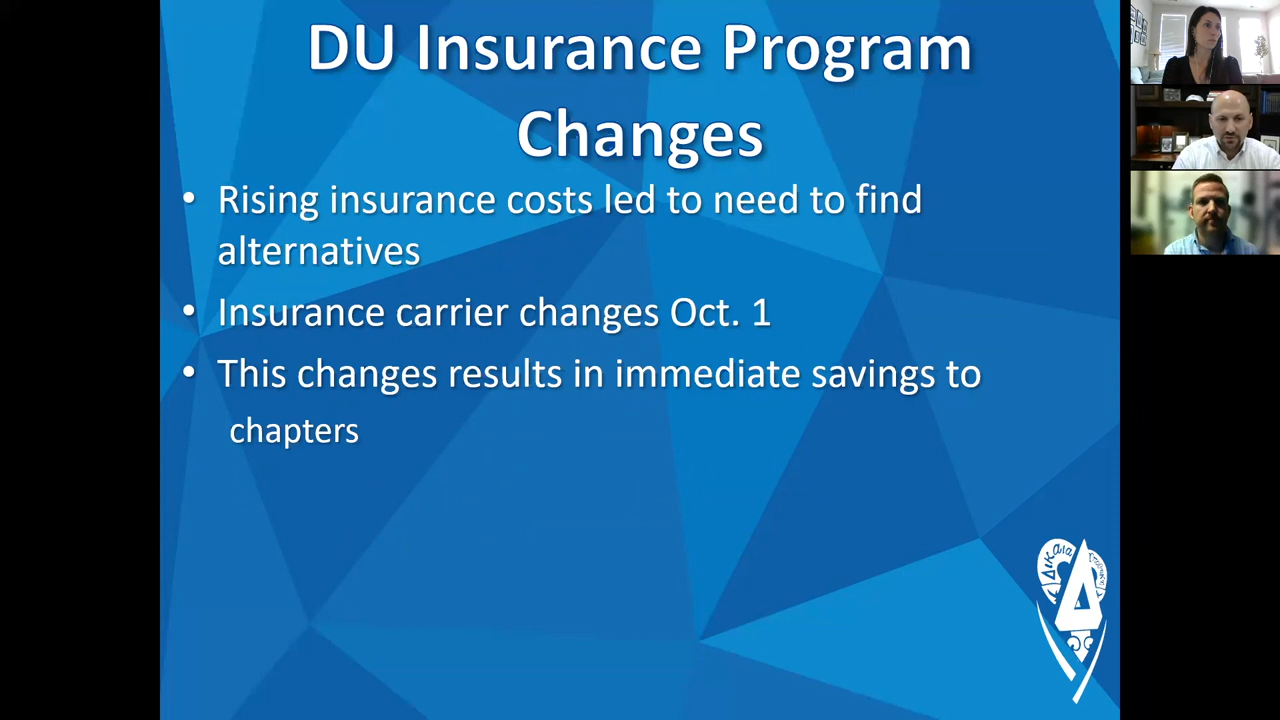 DU Insurance Program
Changes
• Rising insurance costs led to need to find
alternatives
• Insurance carrier changes Oct. 1
• This changes results in immediate savings to
chapters
Δικαια